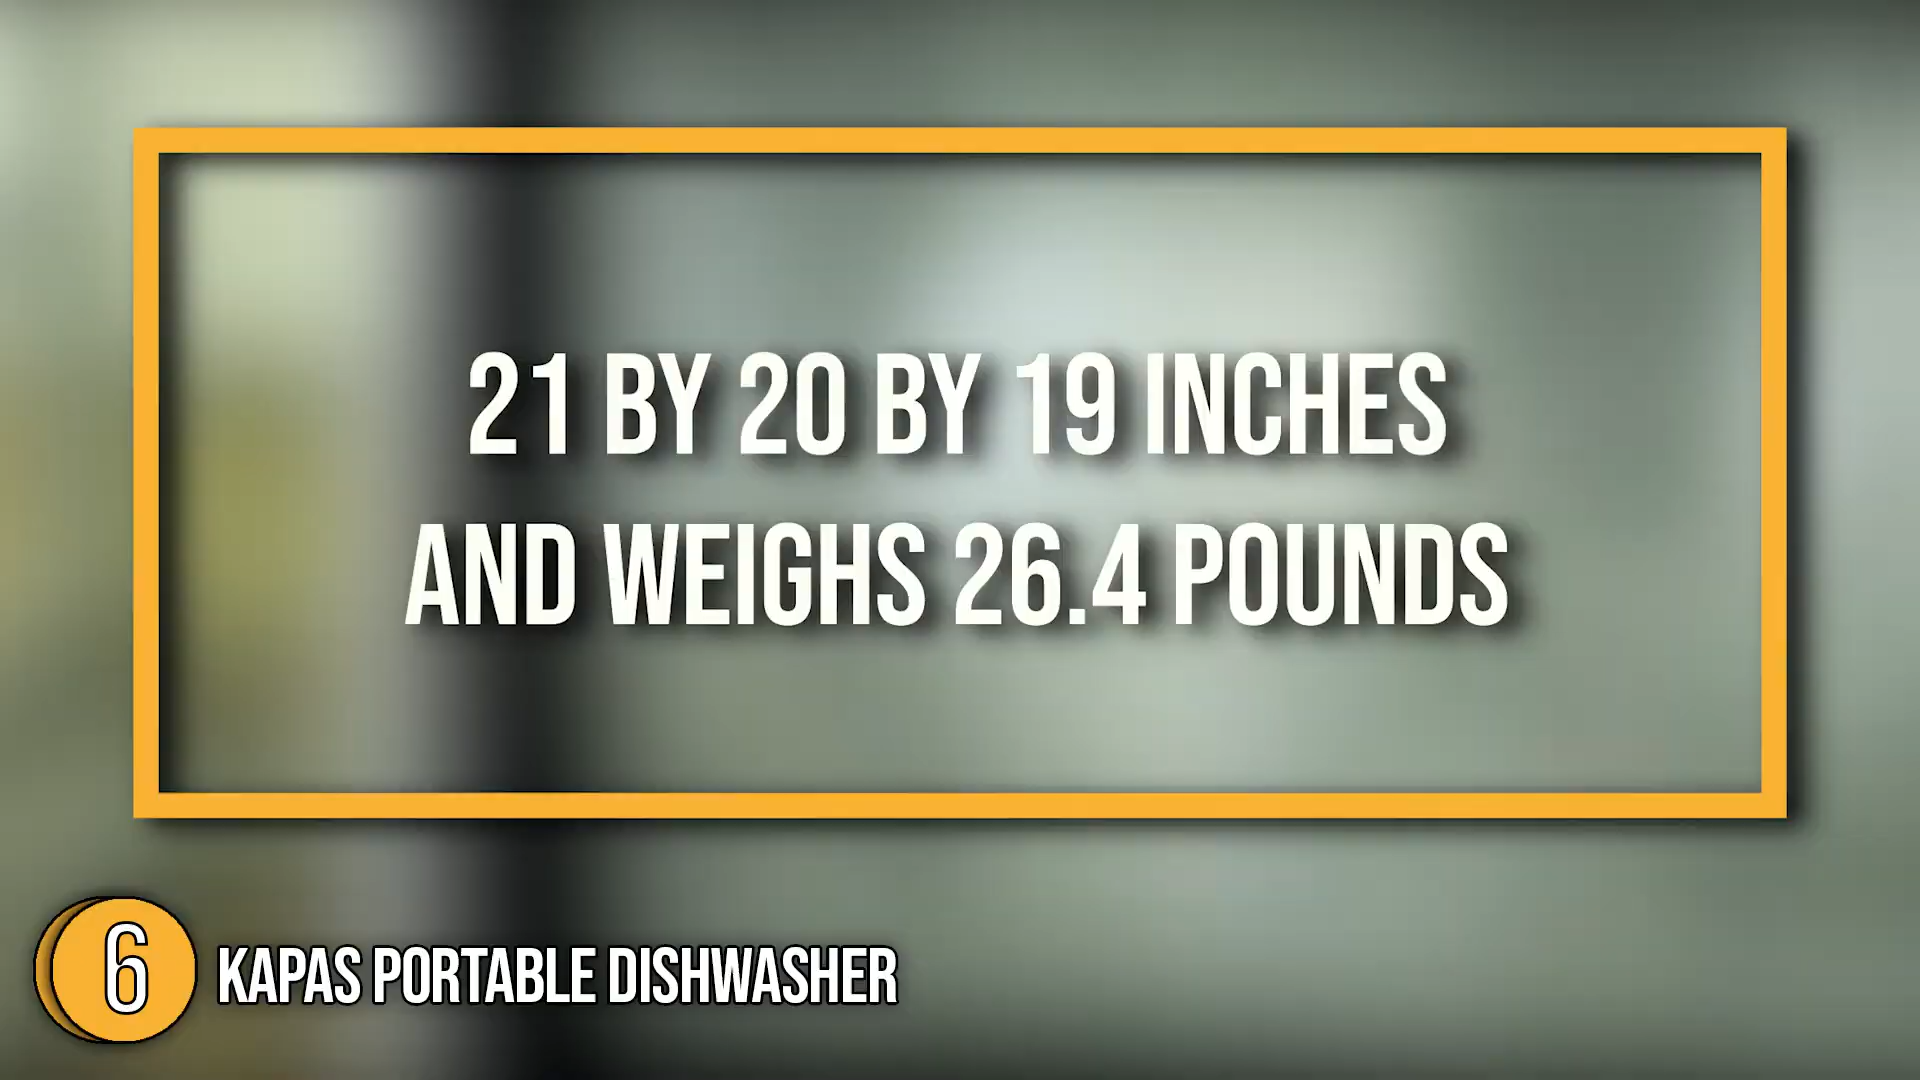 21 BY 20 BY 19 INCHES
AND WEIGHS 26.4 POUNDS
6
KAPAS PORTABLE DISHWASHER